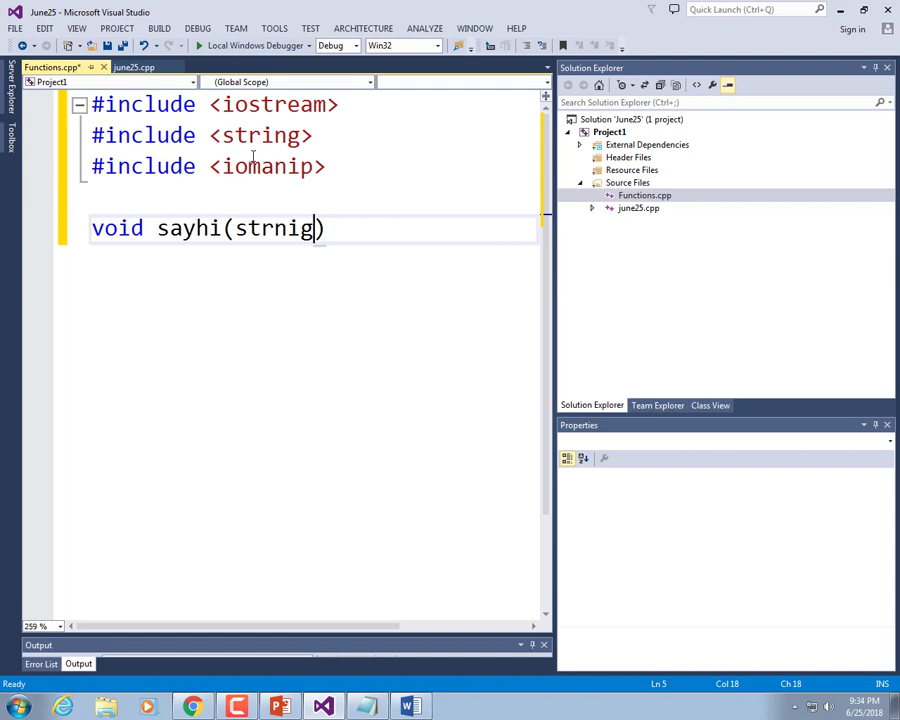 June25 - Microsoft Visual Studio
Quick Launch (Ctrl+Q)
FILE EDIT VIEW PROJECT BUILD DEBUG TEAM TOOLS TEST ARCHITECTURE ANALYZE WINDOW HELP
Sign in
Local Windows Debugger Debug Win32
Server Explorer
Toolbox
Functions.cpp* june25.cpp
Project1 (Global Scope)
#include <iostream>
#include <string>
#include <iomanip>
void sayhi(strnig)
259 %
Solution Explorer
Search Solution Explorer (Ctrl+;)
Solution 'June25' (1 project)
Project1
External Dependencies
Header Files
Resource Files
Source Files
Functions.cpp
june25.cpp
Solution Explorer Team Explorer Class View
Properties
Output
Error List Output
Ready Ln 5 Col 18 Ch 18 INS
9:34 PM
6/25/2018